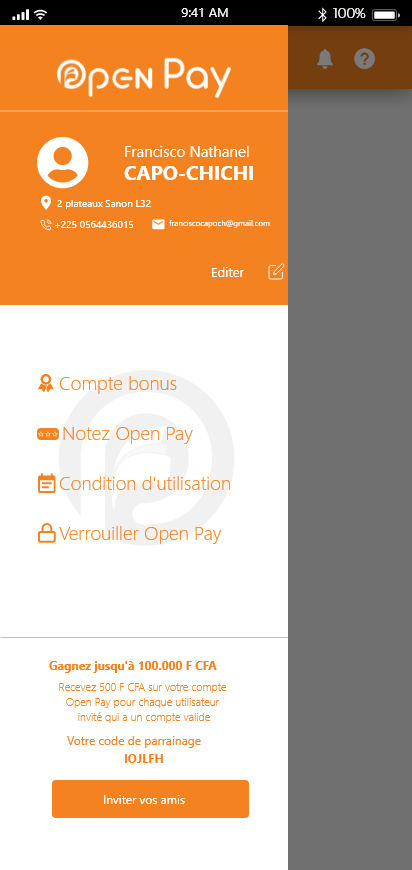 9:41 AM
100%
Open Pay
Francisco Nathanel
CAPO-CHICHI
2 plateaux Sanon L32
+225 0564436015
franciscocapoch@gmail.com
Editer
Compte bonus
Notez Open Pay
Condition d'utilisation
Verrouiller Open Pay
Gagnez jusqu'à 100.000 F CFA
Recevez 500 F CFA sur votre compte
Open Pay pour chaque utilisateur
invité qui a un compte valide
Votre code de parrainage
IOJLFH
Inviter vos amis